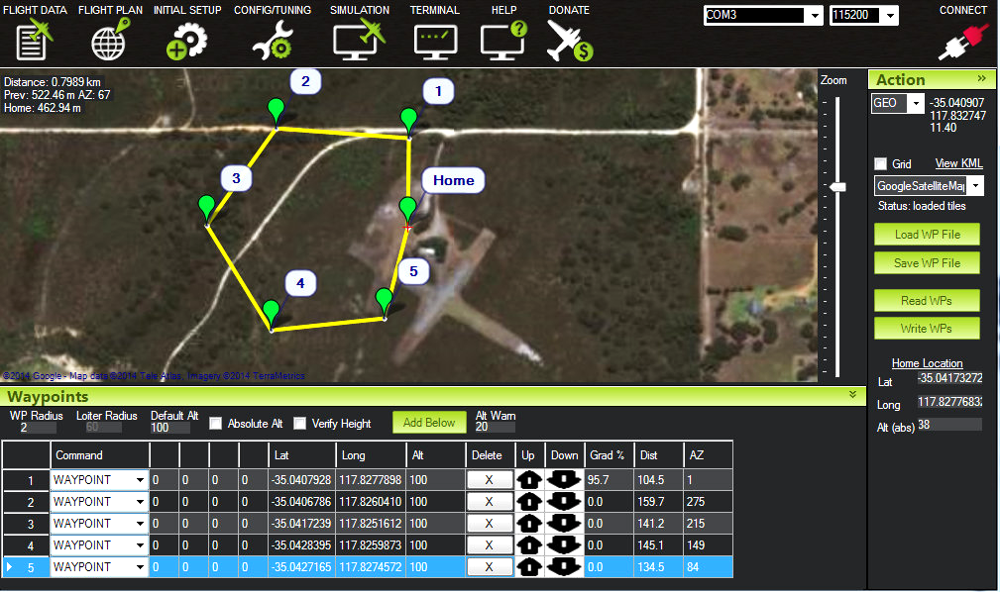 FLIGHT DATA FLIGHT PLAN INITIAL SETUP CONFIG/TUNING SIMULATION TERMINAL HELP DONATE COM3 115200 CONNECT
Distance: 0.7989 km
Prev: 522.46 m AZ: 67
Home: 462.94 m
2
1
3
Home
4
5
©2014 Google - Map data ©2014 Tele Atlas, Imagery ©2014 TerraMetrics
Zoom
Action »
GEO -35.040907
117.832747
11.40
Grid View KML
GoogleSatelliteMap
Status: loaded tiles
Load WP File
Save WP File
Read WPs
Write WPs
Home Location
Lat -35.04173272
Long 117.82776832
Alt (abs) 38
Waypoints
WP Radius Loiter Radius Default Alt Alt Warn
2 60 100 Absolute Alt Verify Height Add Below 20
Command Lat Long Alt Delete Up Down Grad % Dist AZ
1 WAYPOINT 0 0 0 0 -35.0407928 117.8277898 100 X 95.7 104.5 1
2 WAYPOINT 0 0 0 0 -35.0406786 117.8260410 100 X 0.0 159.7 275
3 WAYPOINT 0 0 0 0 -35.0417239 117.8251612 100 X 0.0 141.2 215
4 WAYPOINT 0 0 0 0 -35.0428395 117.8259873 100 X 0.0 145.1 149
5 WAYPOINT 0 0 0 0 -35.0427165 117.8274572 100 X 0.0 134.5 84